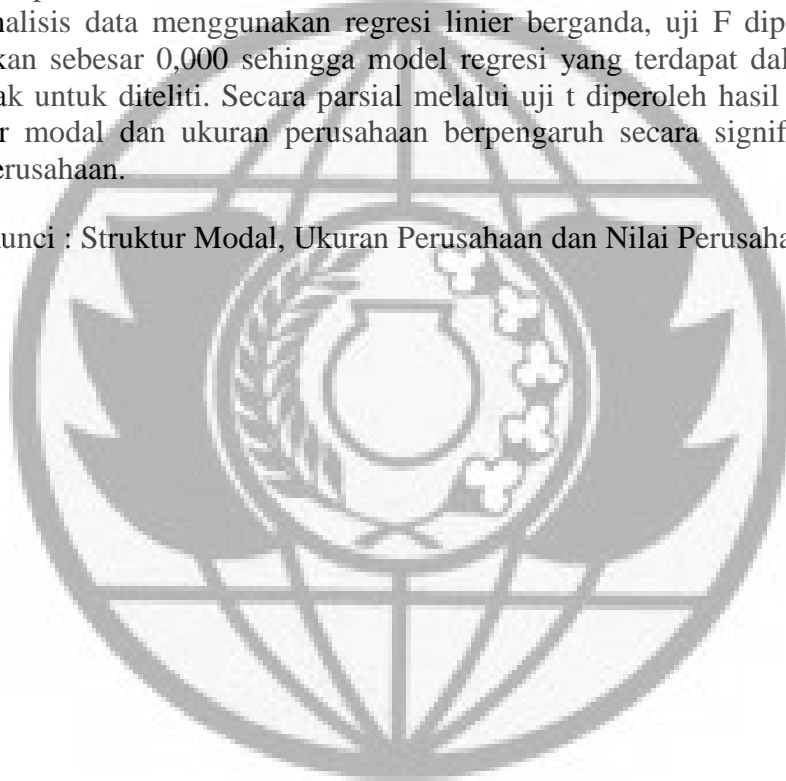 nalisis data menggunakan regresi linier berganda, uji F dip
kan sebesar 0,000 sehingga model regresi yang terdapat dal
ak untuk diteliti. Secara parsial melalui uji t diperoleh hasil
r modal dan ukuran perusahaan berpengaruh secara signif
erusahaan.
unci : Struktur Modal, Ukuran Perusahaan dan Nilai Perusaha